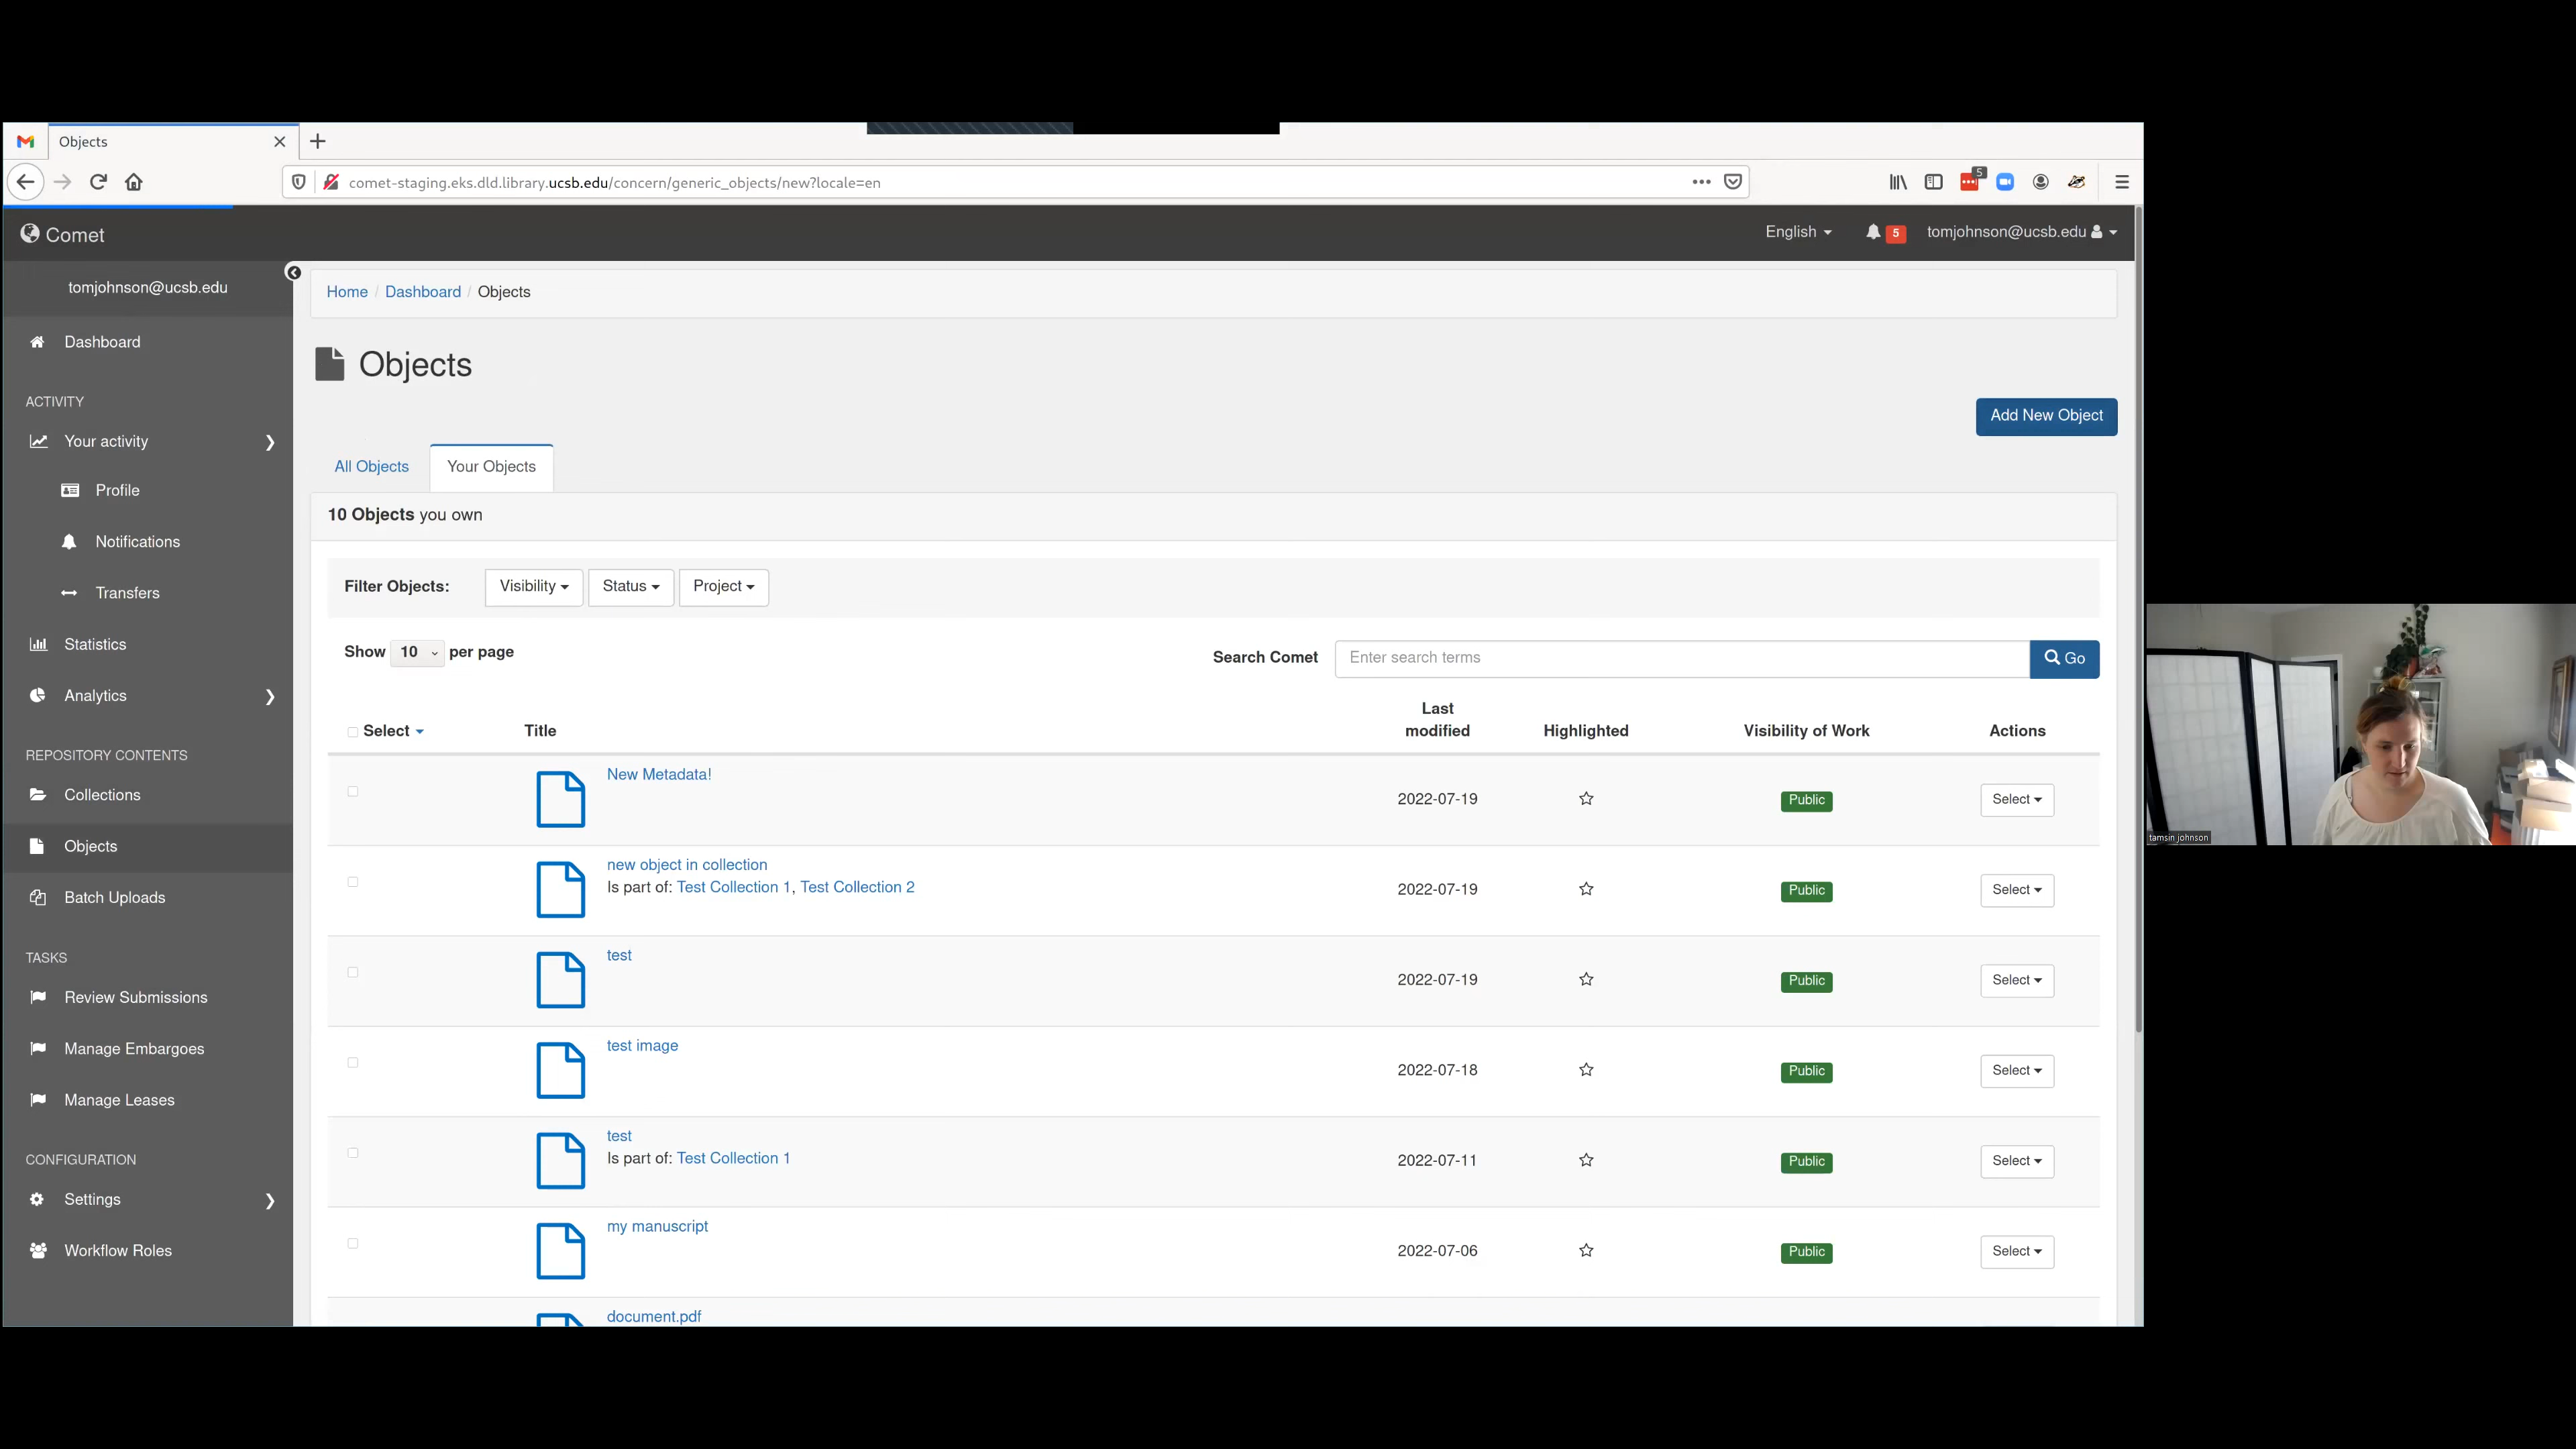 Objects
comet-staging.eks.dld.library.ucsb.edu/concern/generic_objects/new?locale=en
5
Comet
English
5
tomjohnson@ucsb.edu
tomjohnson@ucsb.edu
Dashboard
ACTIVITY
Your activity
Profile
Notifications
Transfers
Statistics
Analytics
REPOSITORY CONTENTS
Collections
Objects
Batch Uploads
TASKS
Review Submissions
Manage Embargoes
Manage Leases
CONFIGURATION
Settings
Workflow Roles
Home / Dashboard / Objects
Objects
Add New Object
All Objects
Your Objects
10 Objects you own
Filter Objects: Visibility Status Project
Show 10 per page
Search Comet Enter search terms Go
Select Title Last modified Highlighted Visibility of Work Actions
New Metadata! 2022-07-19 Public Select
new object in collection
Is part of: Test Collection 1, Test Collection 2 2022-07-19 Public Select
test 2022-07-19 Public Select
test image 2022-07-18 Public Select
test
Is part of: Test Collection 1 2022-07-11 Public Select
my manuscript 2022-07-06 Public Select
document.pdf
tamsin johnson